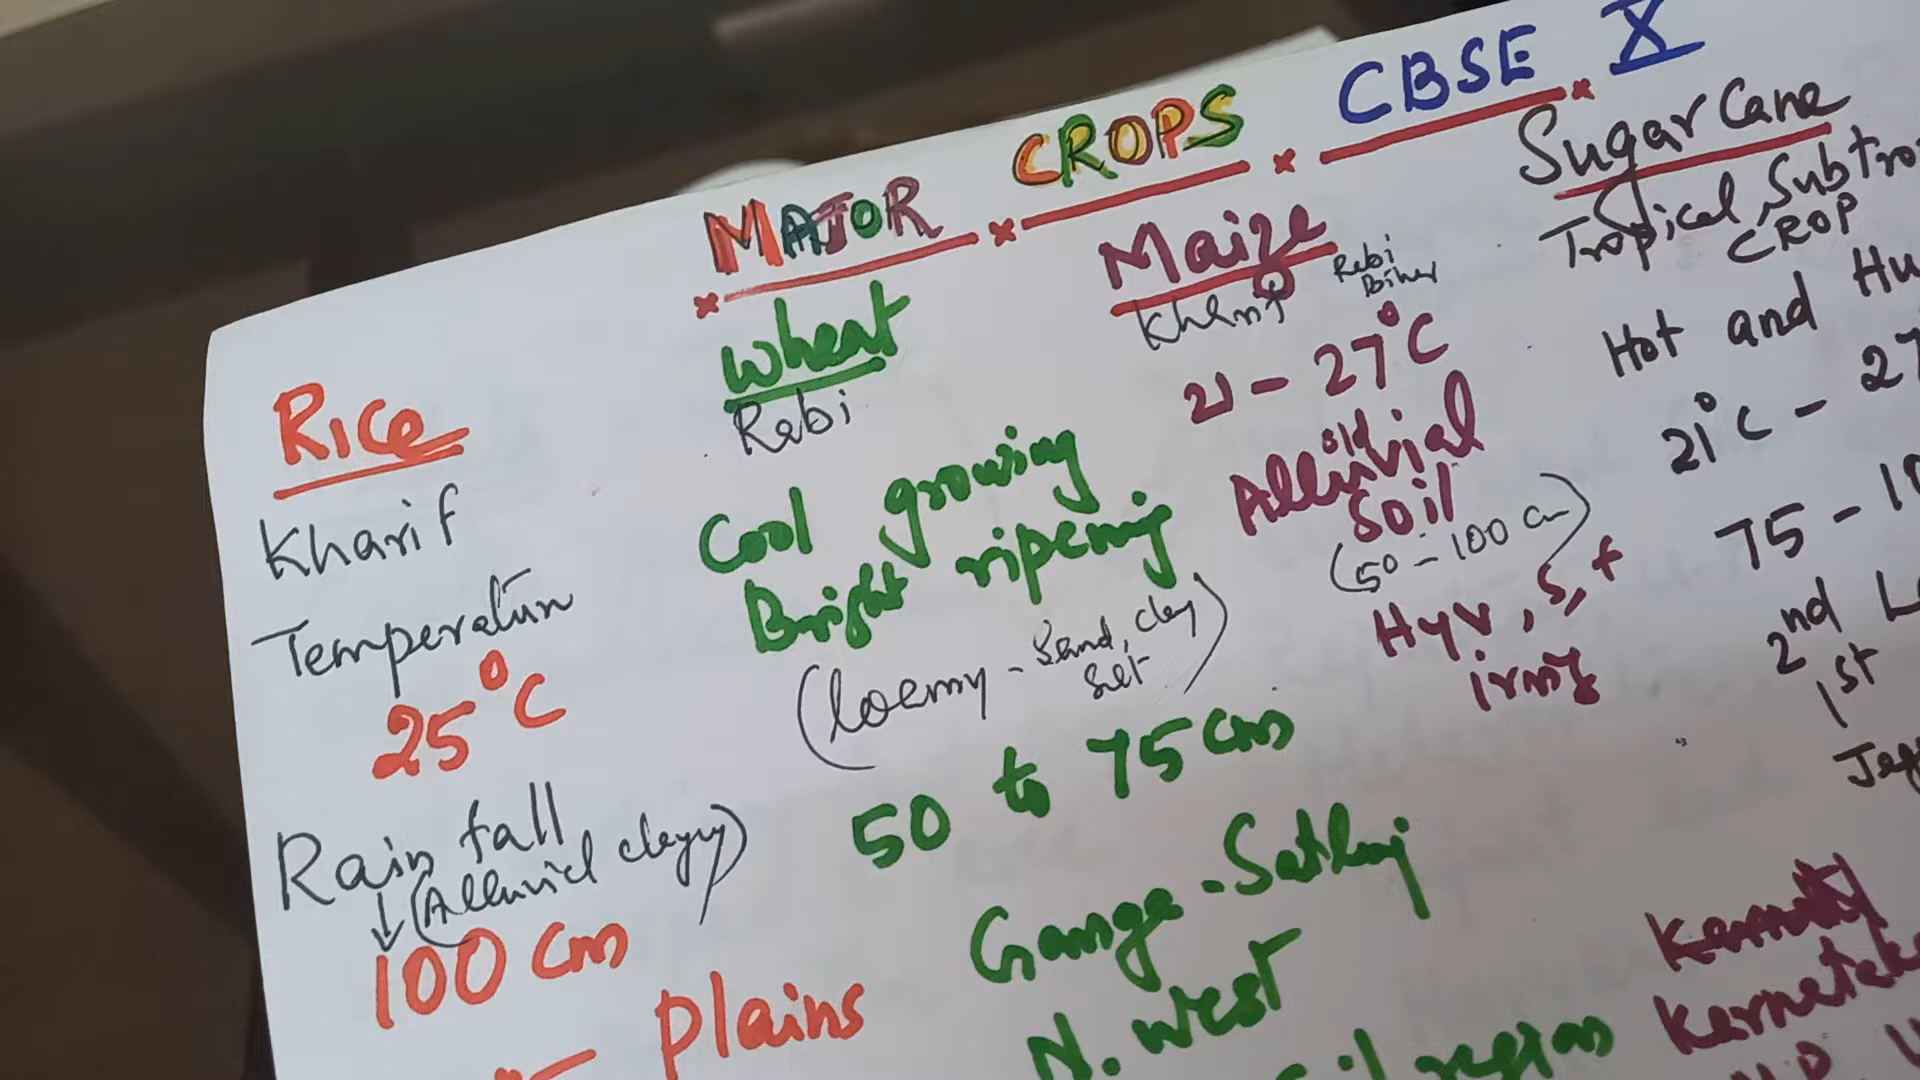 MAJOR CROPS CBSE X
Rice
Kharif
Temperature
25°C
Rain fall
(Alluvial clayey)
100 cm
Plains
Wheat
Rabi
Cool growing
Bright ripening
(loamy - Sand, clay
silt)
50 to 75 cm
Ganga-Satluj
N. West
Maize
Kharif
Rabi
Bihar
21 - 27°C
old
Alluvial
Soil
(50 - 100 cm)
Hyv, S, f
irrig
Karnataka
Sugar Cane
Tropical, Subtro
CROP
Hot and Hu
21°C - 27
75 - 10
2nd La
1st